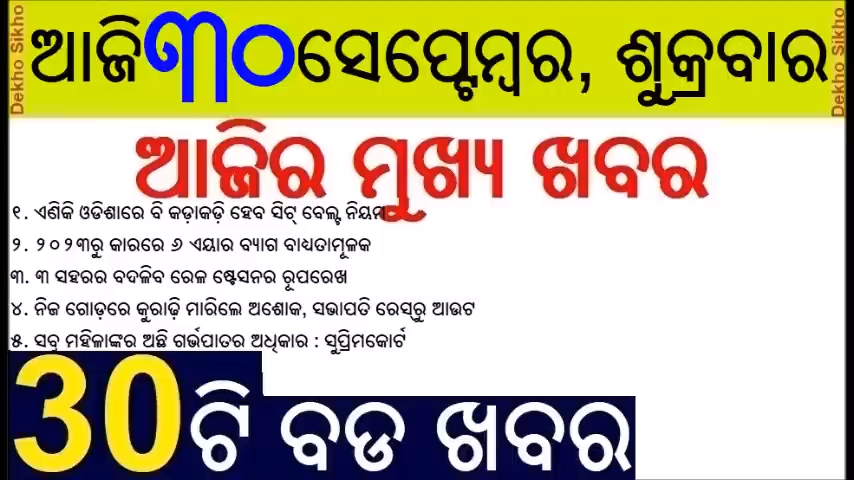 Dekho Sikho
ଆଜି ୩୦ ସେପ୍ଟେମ୍ବର, ଶୁକ୍ରବାର
Dekho Sikho
ଆଜିର ମୁଖ୍ୟ ଖବର
୧. ଏଣିକି ଓଡିଶାରେ ବି କଡ଼ାକଡ଼ି ହେବ ସିଟ୍ ବେଲ୍ଟ ନିୟମ
୨. ୨୦୨୩ରୁ କାରରେ ୬ ଏୟାର ବ୍ୟାଗ ବାଧ୍ୟତାମୂଳକ
୩. ୩ ସହରର ବଦଳିବ ରେଳ ଷ୍ଟେସନର ରୂପରେଖ
୪. ନିଜ ଗୋଡ଼ରେ କୁରାଢ଼ି ମାରିଲେ ଅଶୋକ, ସଭାପତି ରେସ୍‌ରୁ ଆଉଟ
୫. ସବୁ ମହିଳାଙ୍କର ଅଛି ଗର୍ଭପାତର ଅଧିକାର : ସୁପ୍ରିମକୋର୍ଟ
30ଟି ବଡ ଖବର